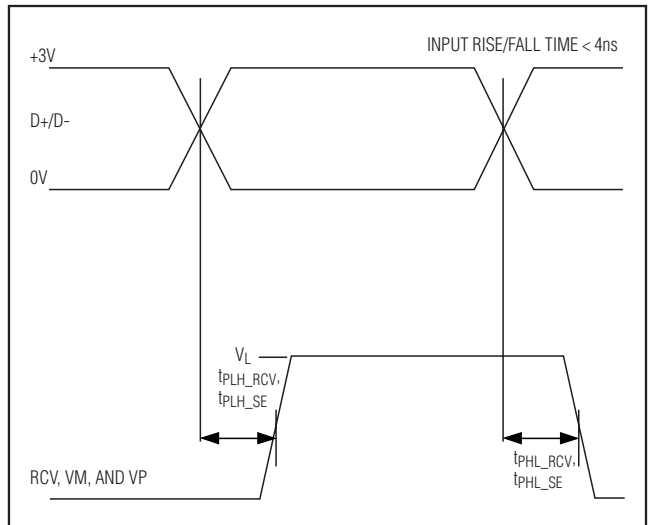 INPUT RISE/FALL TIME < 4ns
+3V
D+/D-
0V
VL
tPLH_RCV,
tPLH_SE
RCV, VM, AND VP
tPHL_RCV,
tPHL_SE